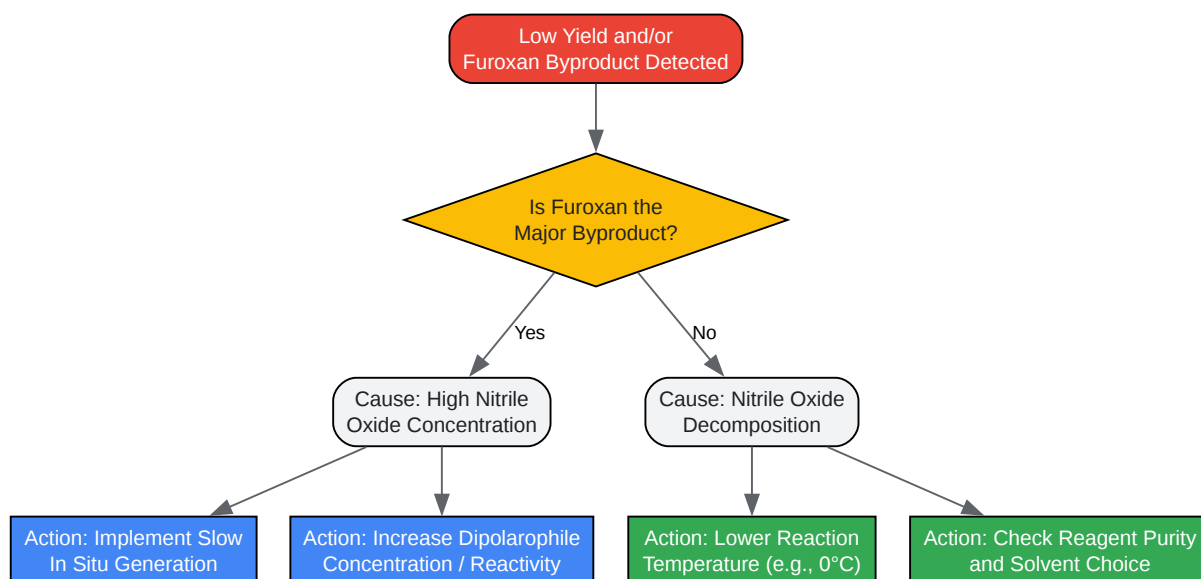 Low Yield and/or
Furoxan Byproduct Detected
Is Furoxan the
Major Byproduct?
Yes
No
Cause: High Nitrile
Oxide Concentration
Cause: Nitrile Oxide
Decomposition
Action: Implement Slow
In Situ Generation
Action: Increase Dipolarophile
Concentration / Reactivity
Action: Lower Reaction
Temperature (e.g., 0°C)
Action: Check Reagent Purity
and Solvent Choice